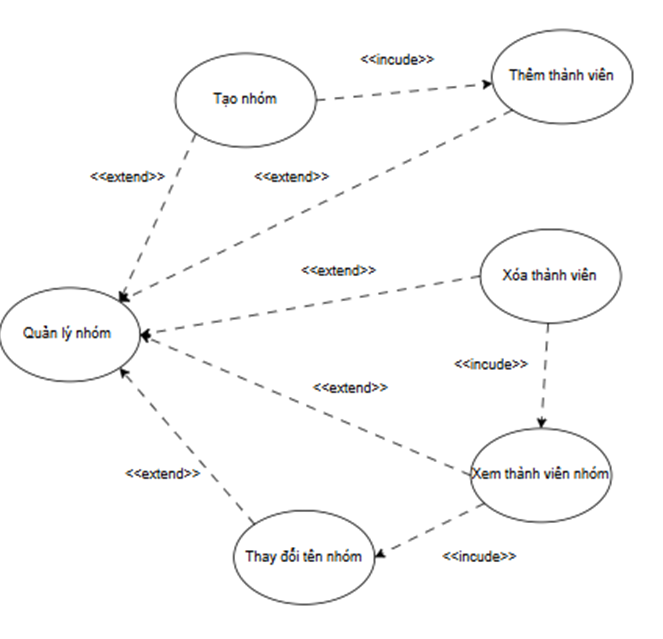 <<incude>>
Thêm thành viên
Tạo nhóm
<<extend>>
<<extend>>
<<extend>>
Xóa thành viên
Quản lý nhóm
<<incude>>
<<extend>>
<<extend>>
Xem thành viên nhóm
Thay đổi tên nhóm
<<incude>>